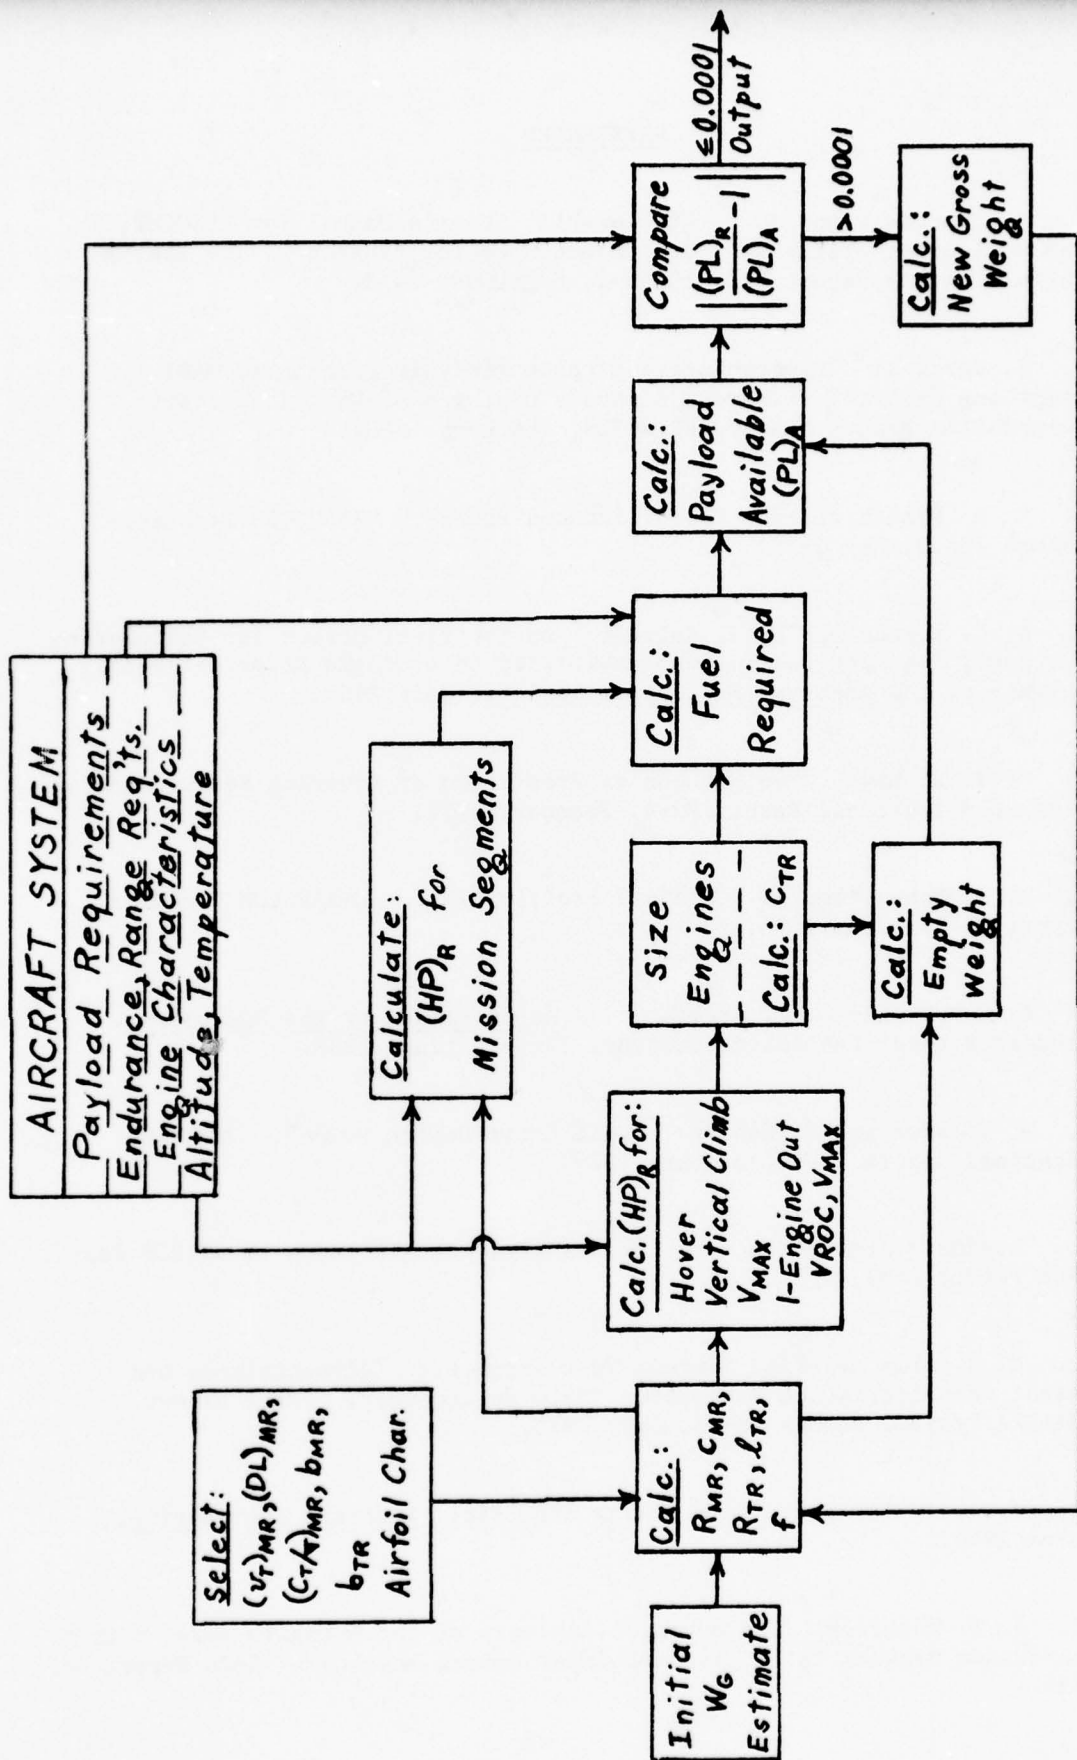 AIRCRAFT SYSTEM
Payload Requirements
Endurance, Range Req'ts.
Engine Characteristics
Altitude, Temperature
Select:
(vT)MR, (DL)MR,
(CT/σ)MR, bMR,
bTR
Airfoil Char.
Calculate:
(HP)R for
Mission Segments
Initial
WG
Estimate
Calc.:
RMR, cMR,
RTR, lTR,
f
Calc. (HP)R for:
Hover
Vertical Climb
VMAX
1-Engine Out
VROC, VMAX
Size
Engines
Calc.: cTR
Calc.:
Fuel
Required
Calc.:
Payload
Available
(PL)A
Compare
|(PL)R/(PL)A - 1|
≤0.0001
Output
>0.0001
Calc.:
Empty
Weight
Calc.:
New Gross
Weight